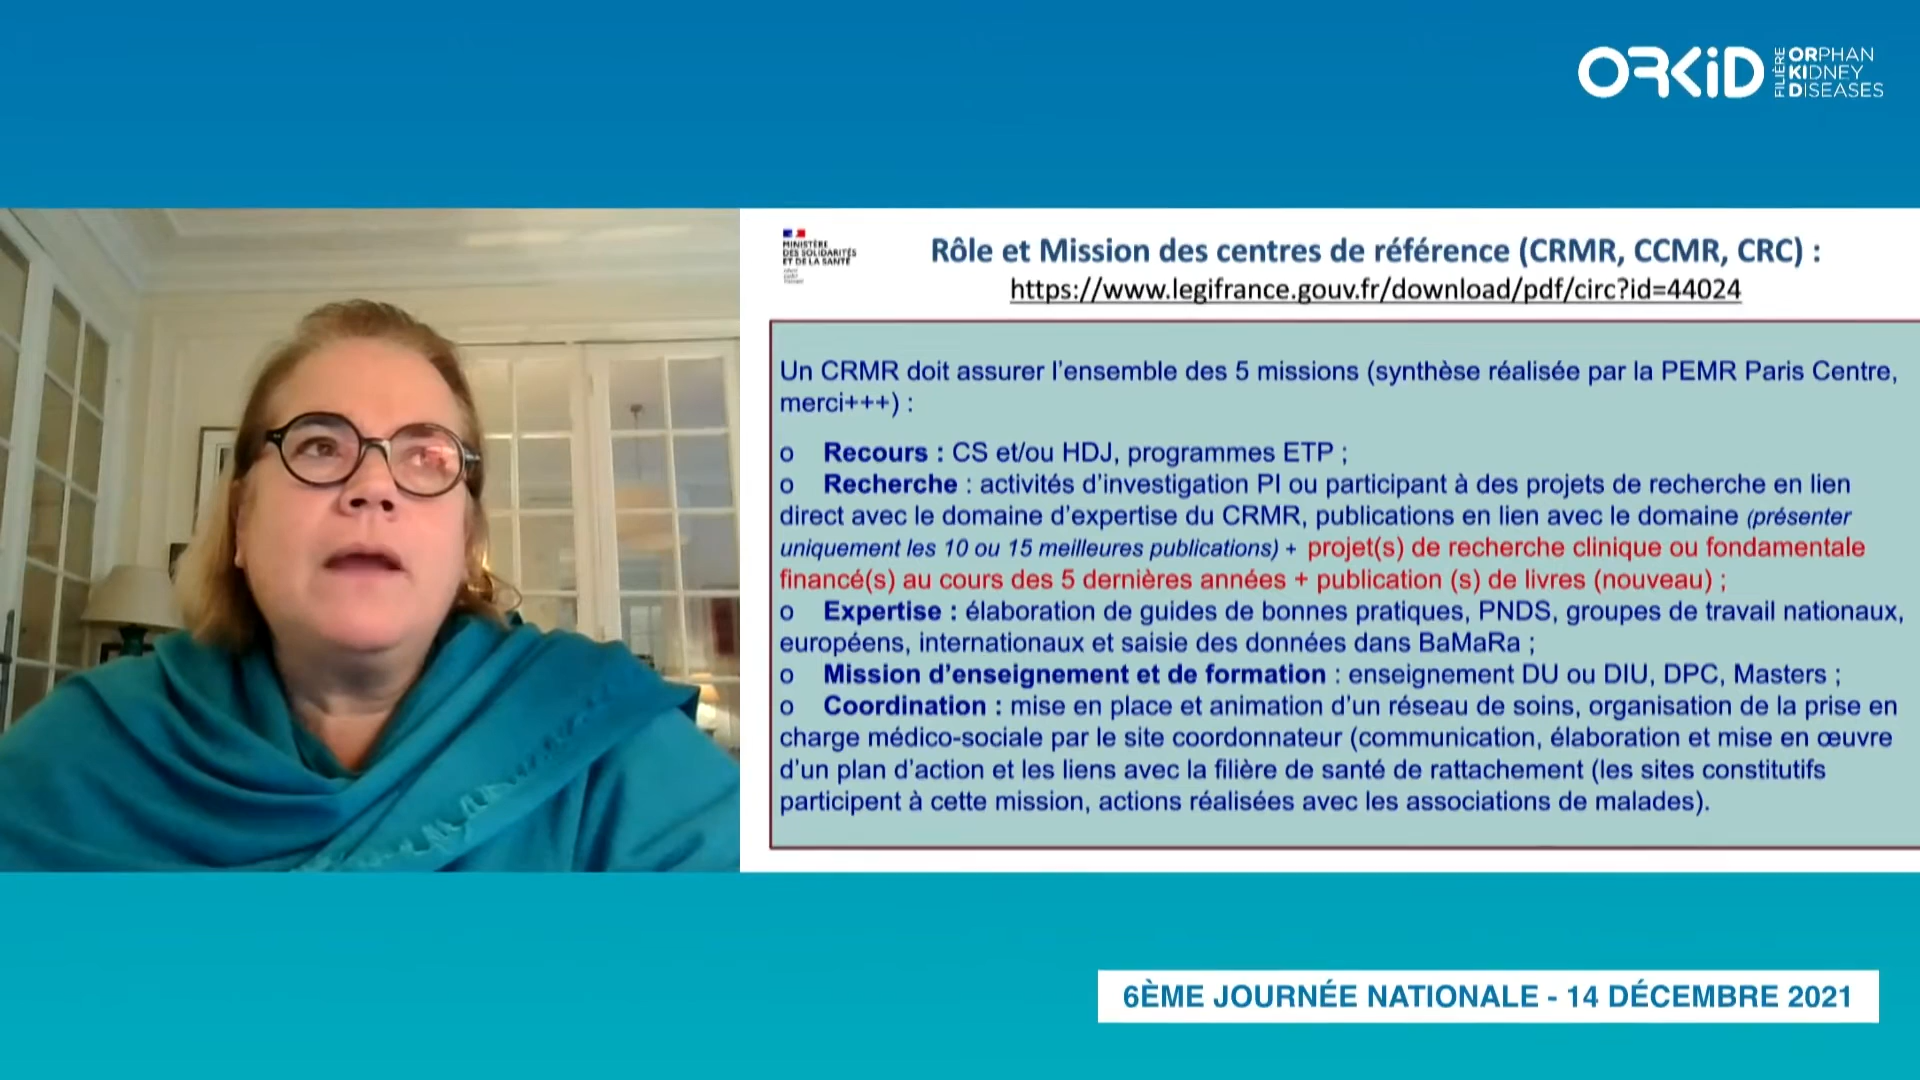 ORKID
FILIÈRE
ORPHAN
KIDNEY
DISEASES
MINISTÈRE
DES SOLIDARITÉS
ET DE LA SANTÉ
Rôle et Mission des centres de référence (CRMR, CCMR, CRC) :
https://www.legifrance.gouv.fr/download/pdf/circ?id=44024
Un CRMR doit assurer l'ensemble des 5 missions (synthèse réalisée par la PEMR Paris Centre,
merci+++) :
o Recours : CS et/ou HDJ, programmes ETP ;
o Recherche : activités d'investigation PI ou participant à des projets de recherche en lien
direct avec le domaine d'expertise du CRMR, publications en lien avec le domaine (présenter
uniquement les 10 ou 15 meilleures publications) + projet(s) de recherche clinique ou fondamentale
financé(s) au cours des 5 dernières années + publication (s) de livres (nouveau) ;
o Expertise : élaboration de guides de bonnes pratiques, PNDS, groupes de travail nationaux,
européens, internationaux et saisie des données dans BaMaRa ;
o Mission d'enseignement et de formation : enseignement DU ou DIU, DPC, Masters ;
o Coordination : mise en place et animation d'un réseau de soins, organisation de la prise en
charge médico-sociale par le site coordonnateur (communication, élaboration et mise en œuvre
d'un plan d'action et les liens avec la filière de santé de rattachement (les sites constitutifs
participent à cette mission, actions réalisées avec les associations de malades).
6ÈME JOURNÉE NATIONALE - 14 DÉCEMBRE 2021